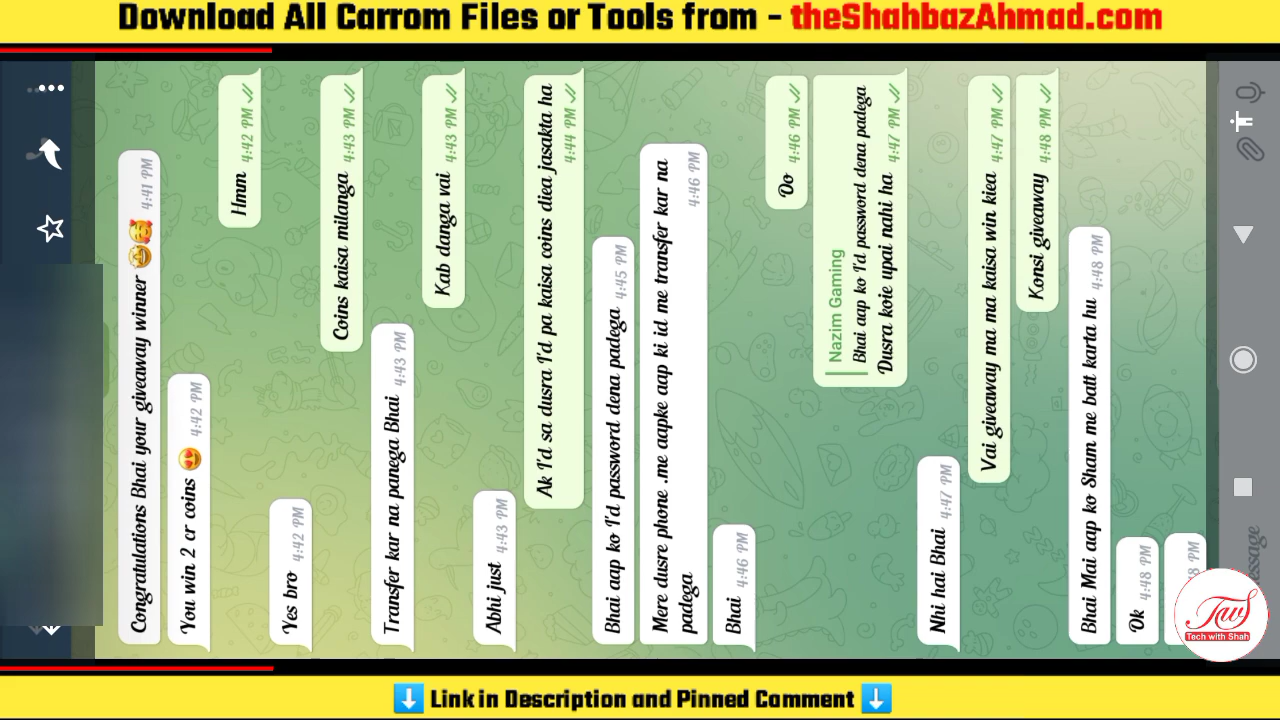 Download All Carrom Files or Tools from - theShahbazAhmad.com
Congratulations Bhai your giveaway winner 🤩🥰 4:41 PM
You win 2 cr coins 😍 4:42 PM
Hmm 4:42 PM
Yes bro 4:42 PM
Coins kaisa milanga 4:43 PM
Transfer kar na panega Bhai 4:43 PM
Kab danga vai 4:43 PM
Abhi just 4:43 PM
Ak I'd sa dusra I'd pa kaisa coins diea jasakta ha
4:44 PM
Bhai aap ko I'd password dena padega 4:45 PM
Mere dusre phone .me aapke aap ki id me transfer kar na
padega 4:46 PM
Bhai 4:46 PM
Oo 4:46 PM
Nazim Gaming
Bhai aap ko I'd password dena padega
Dusra koie upai nahi ha 4:47 PM
Nhi hai Bhai 4:47 PM
Vai giveaway ma ma kaisa win kiea 4:47 PM
Konsi giveaway 4:48 PM
Bhai Mai aap ko Sham me batt karta hu 4:48 PM
Ok 4:48 PM
8 PM
essage
Taw
Tech with Shah
⬇️ Link in Description and Pinned Comment ⬇️